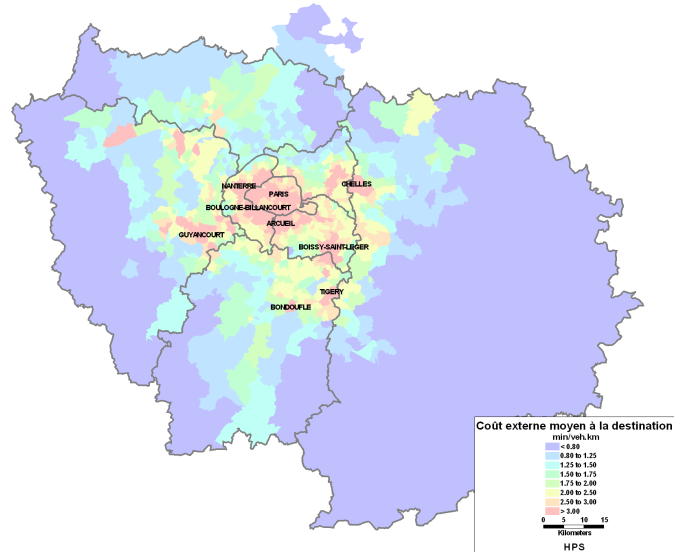 NANTERRE
CHELLES
PARIS
BOULOGNE-BILLANCOURT
ARCUEIL
GUYANCOURT
BOISSY-SAINT-LEGER
TIGERY
BONDOUFLE
Coût externe moyen à la destination
min/veh.km
< 0.80
0.80 to 1.25
1.25 to 1.50
1.50 to 1.75
1.75 to 2.00
2.00 to 2.50
2.50 to 3.00
> 3.00
0 5 10 15
Kilometers
HPS